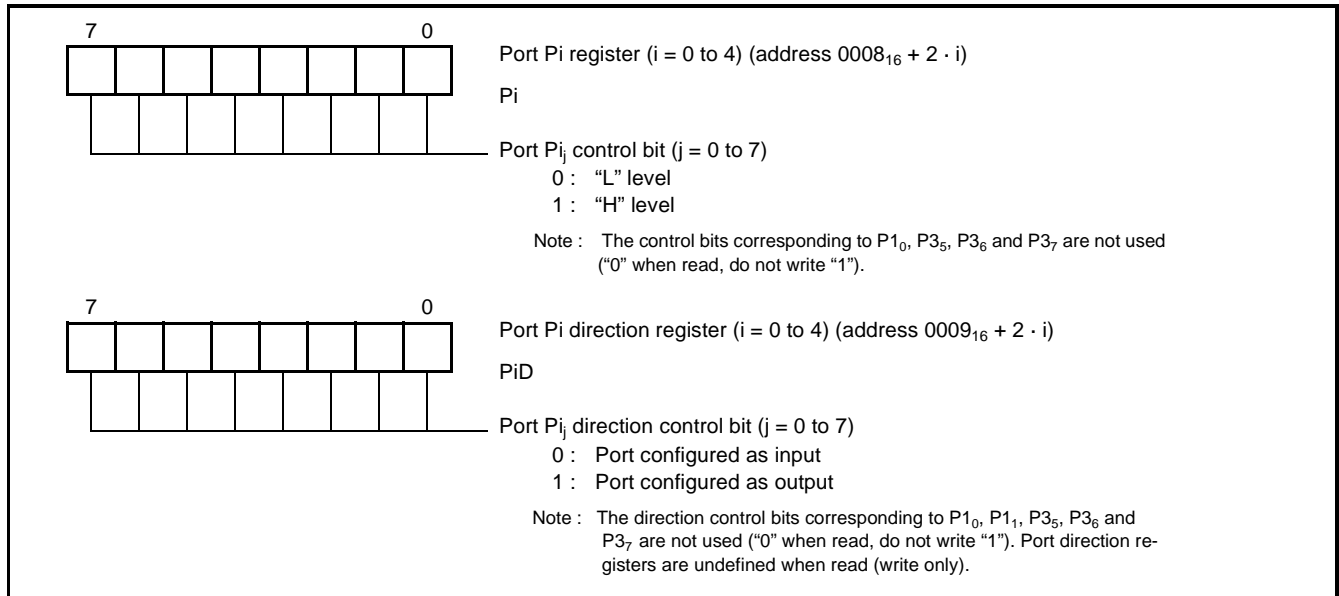 7 0
Port Pi register (i = 0 to 4) (address 0008₁₆ + 2 · i)
Pi
Port Piⱼ control bit (j = 0 to 7)
0 : “L” level
1 : “H” level
Note : The control bits corresponding to P1₀, P3₅, P3₆ and P3₇ are not used
(“0” when read, do not write “1”).
7 0
Port Pi direction register (i = 0 to 4) (address 0009₁₆ + 2 · i)
PiD
Port Piⱼ direction control bit (j = 0 to 7)
0 : Port configured as input
1 : Port configured as output
Note : The direction control bits corresponding to P1₀, P1₁, P3₅, P3₆ and
P3₇ are not used (“0” when read, do not write “1”). Port direction re-
gisters are undefined when read (write only).